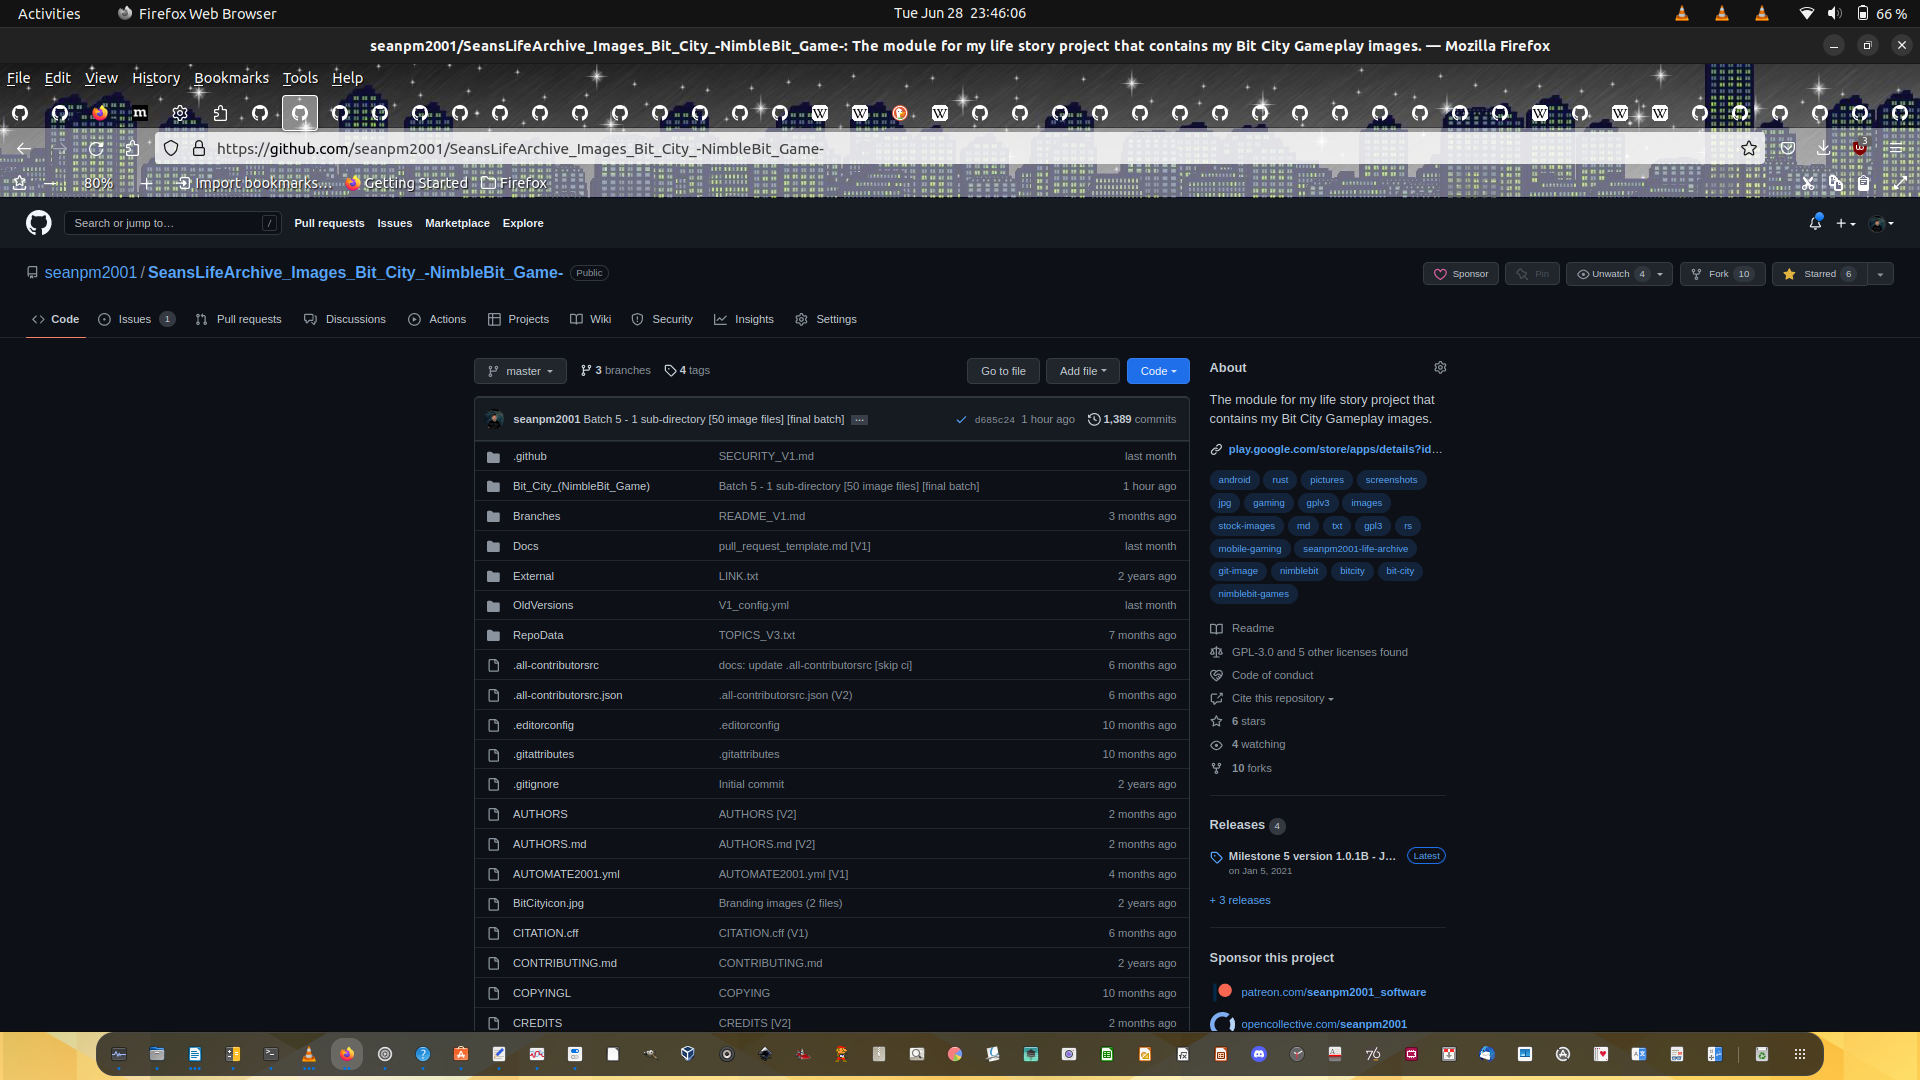 Activities Firefox Web Browser Tue Jun 28 23:46:06 66 %
seanpm2001/SeansLifeArchive_Images_Bit_City_-NimbleBit_Game-: The module for my life story project that contains my Bit City Gameplay images. — Mozilla Firefox
File Edit View History Bookmarks Tools Help
https://github.com/seanpm2001/SeansLifeArchive_Images_Bit_City_-NimbleBit_Game- 3
80% Import bookmarks... Getting Started Firefox
Search or jump to... / Pull requests Issues Marketplace Explore
seanpm2001 / SeansLifeArchive_Images_Bit_City_-NimbleBit_Game- Public Sponsor Pin Unwatch 4 Fork 10 Starred 6
Code Issues 1 Pull requests Discussions Actions Projects Wiki Security Insights Settings
master 3 branches 4 tags Go to file Add file Code
seanpm2001 Batch 5 - 1 sub-directory [50 image files] [final batch] ... d685c24 1 hour ago 1,389 commits
.github SECURITY_V1.md last month
Bit_City_(NimbleBit_Game) Batch 5 - 1 sub-directory [50 image files] [final batch] 1 hour ago
Branches README_V1.md 3 months ago
Docs pull_request_template.md [V1] last month
External LINK.txt 2 years ago
OldVersions V1_config.yml last month
RepoData TOPICS_V3.txt 7 months ago
.all-contributorsrc docs: update .all-contributorsrc [skip ci] 6 months ago
.all-contributorsrc.json .all-contributorsrc.json (V2) 6 months ago
.editorconfig .editorconfig 10 months ago
.gitattributes .gitattributes 10 months ago
.gitignore Initial commit 2 years ago
AUTHORS AUTHORS [V2] 2 months ago
AUTHORS.md AUTHORS.md [V2] 2 months ago
AUTOMATE2001.yml AUTOMATE2001.yml [V1] 4 months ago
BitCityicon.jpg Branding images (2 files) 2 years ago
CITATION.cff CITATION.cff (V1) 6 months ago
CONTRIBUTING.md CONTRIBUTING.md 2 years ago
COPYINGL COPYING 10 months ago
CREDITS CREDITS [V2] 2 months ago
About
The module for my life story project that
contains my Bit City Gameplay images.
play.google.com/store/apps/details?id...
android rust pictures screenshots
jpg gaming gplv3 images
stock-images md txt gpl3 rs
mobile-gaming seanpm2001-life-archive
git-image nimblebit bitcity bit-city
nimblebit-games
Readme
GPL-3.0 and 5 other licenses found
Code of conduct
Cite this repository
6 stars
4 watching
10 forks
Releases 4
Milestone 5 version 1.0.1B - J... Latest
on Jan 5, 2021
+ 3 releases
Sponsor this project
patreon.com/seanpm2001_software
opencollective.com/seanpm2001